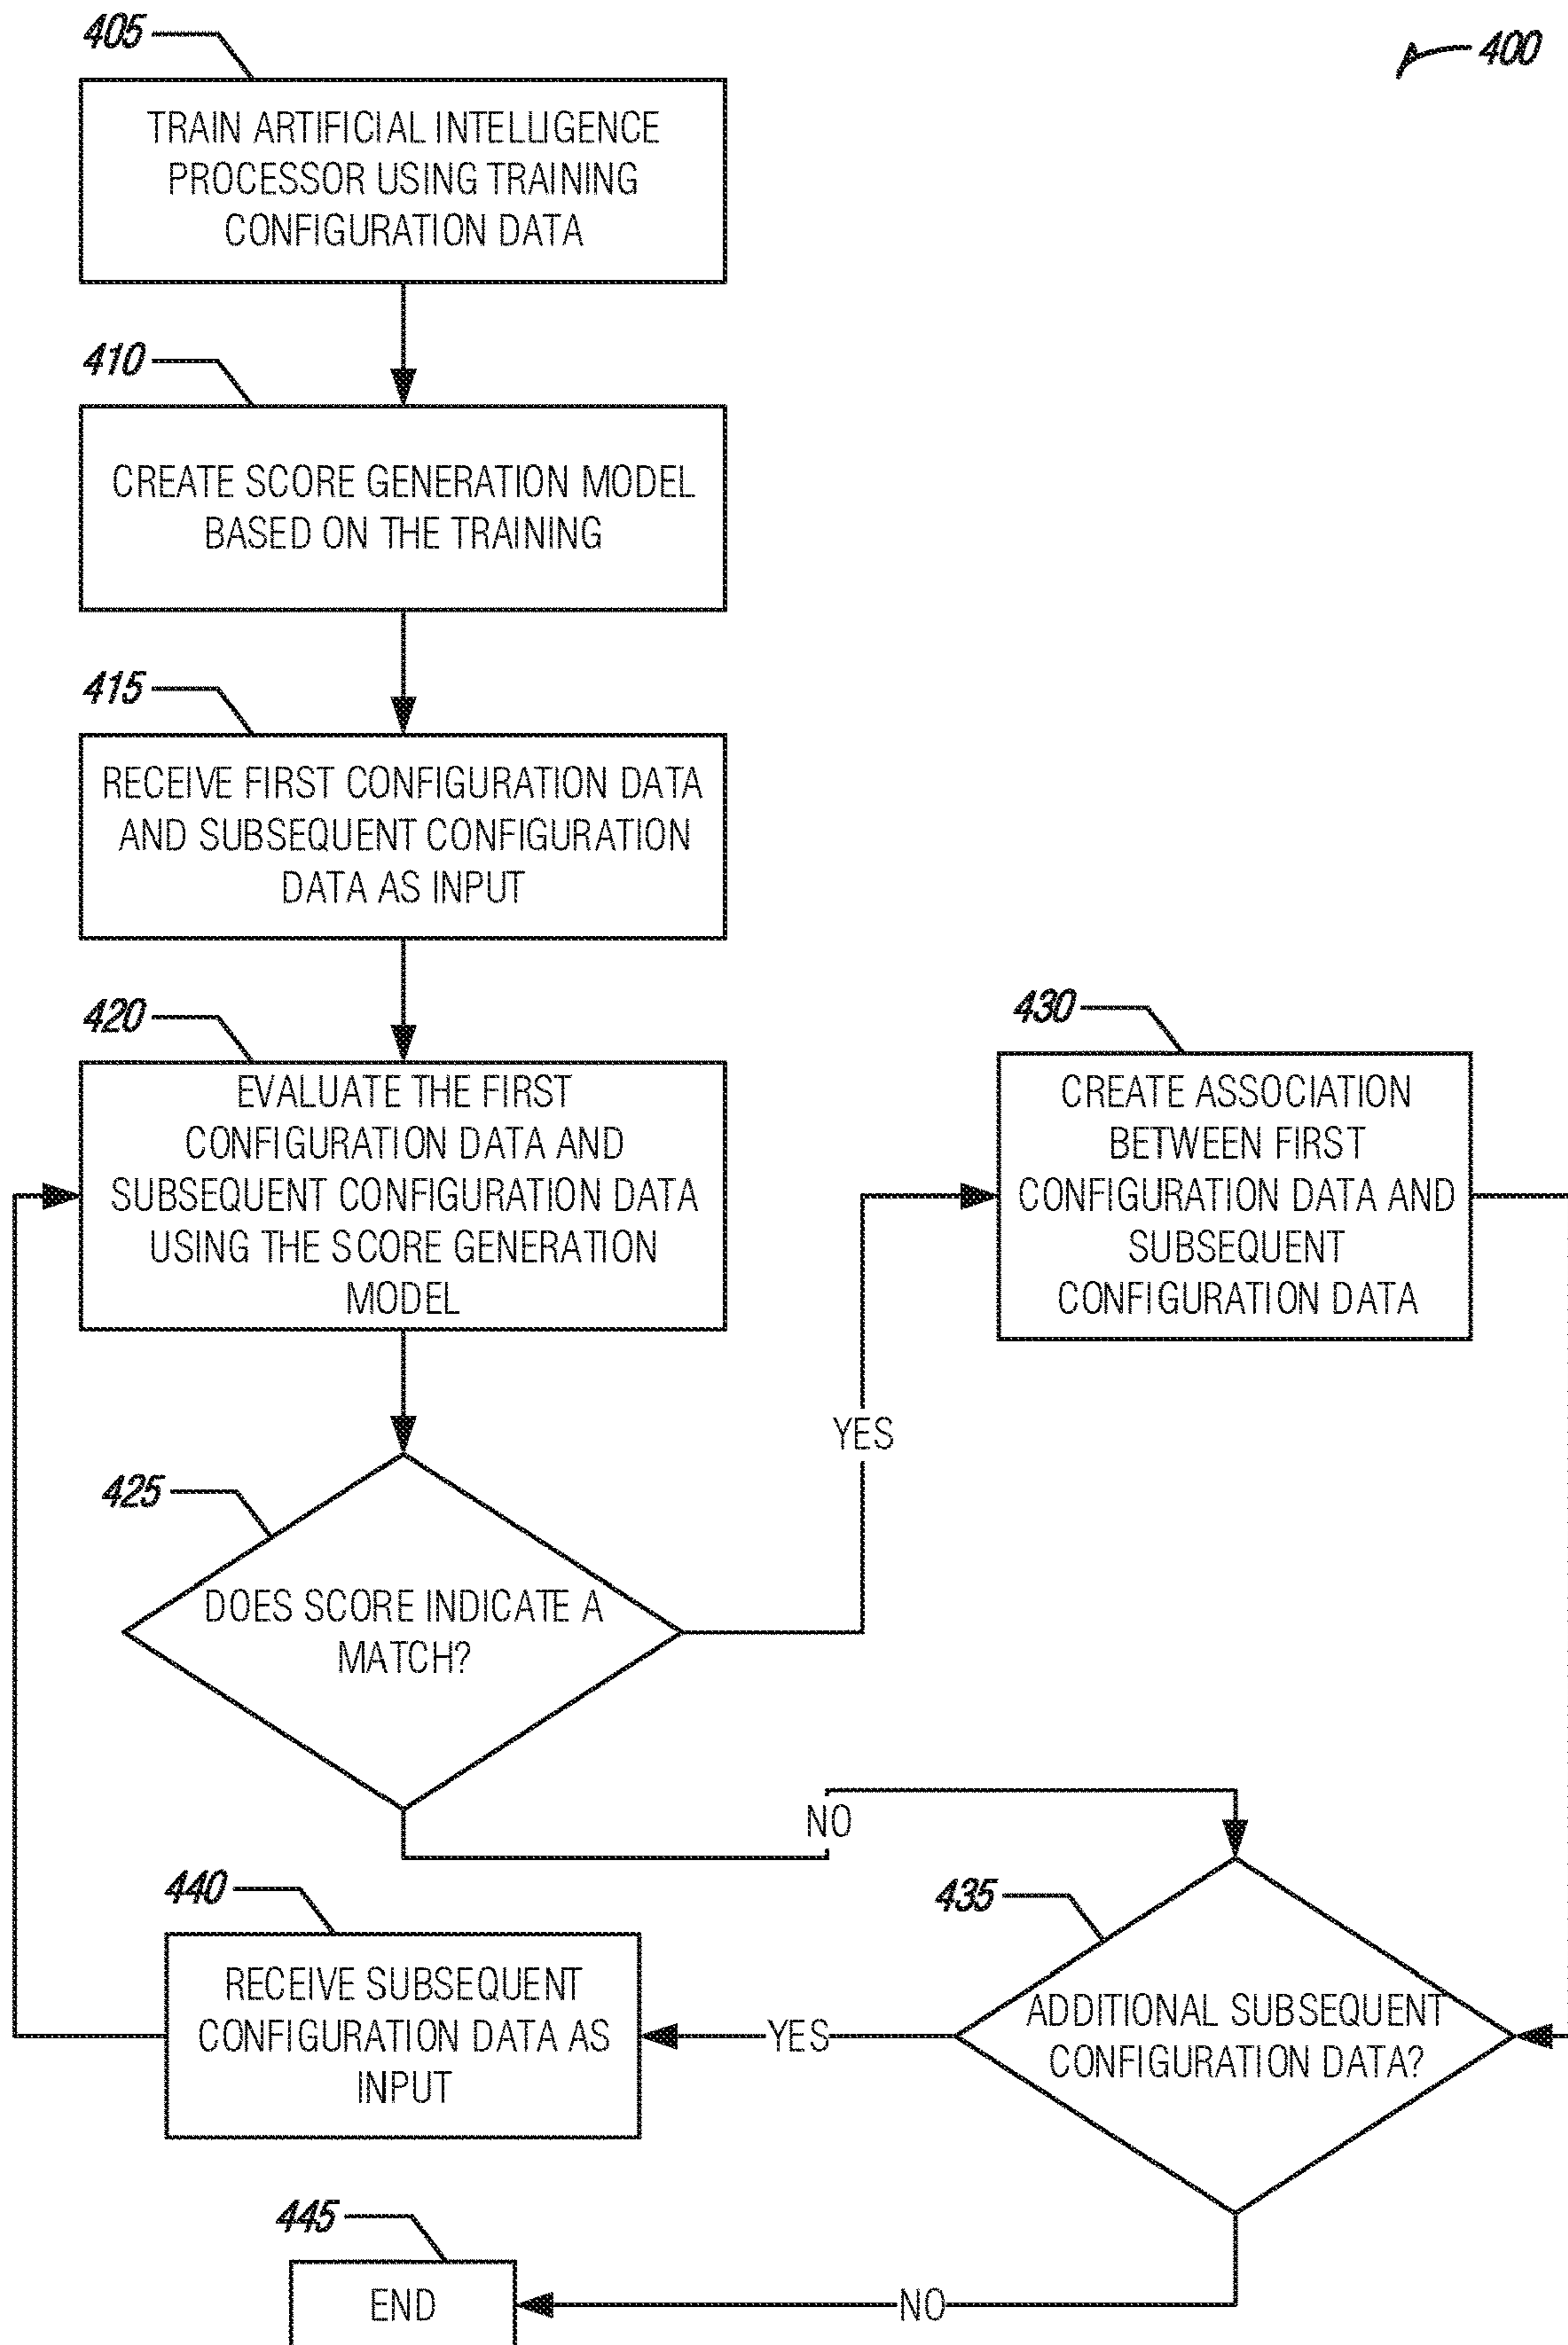 405
400
TRAIN ARTIFICIAL INTELLIGENCE
PROCESSOR USING TRAINING
CONFIGURATION DATA
410
CREATE SCORE GENERATION MODEL
BASED ON THE TRAINING
415
RECEIVE FIRST CONFIGURATION DATA
AND SUBSEQUENT CONFIGURATION
DATA AS INPUT
420
EVALUATE THE FIRST
CONFIGURATION DATA AND
SUBSEQUENT CONFIGURATION DATA
USING THE SCORE GENERATION
MODEL
430
CREATE ASSOCIATION
BETWEEN FIRST
CONFIGURATION DATA AND
SUBSEQUENT
CONFIGURATION DATA
YES
425
DOES SCORE INDICATE A
MATCH?
NO
440
RECEIVE SUBSEQUENT
CONFIGURATION DATA AS
INPUT
YES
435
ADDITIONAL SUBSEQUENT
CONFIGURATION DATA?
445
END
NO